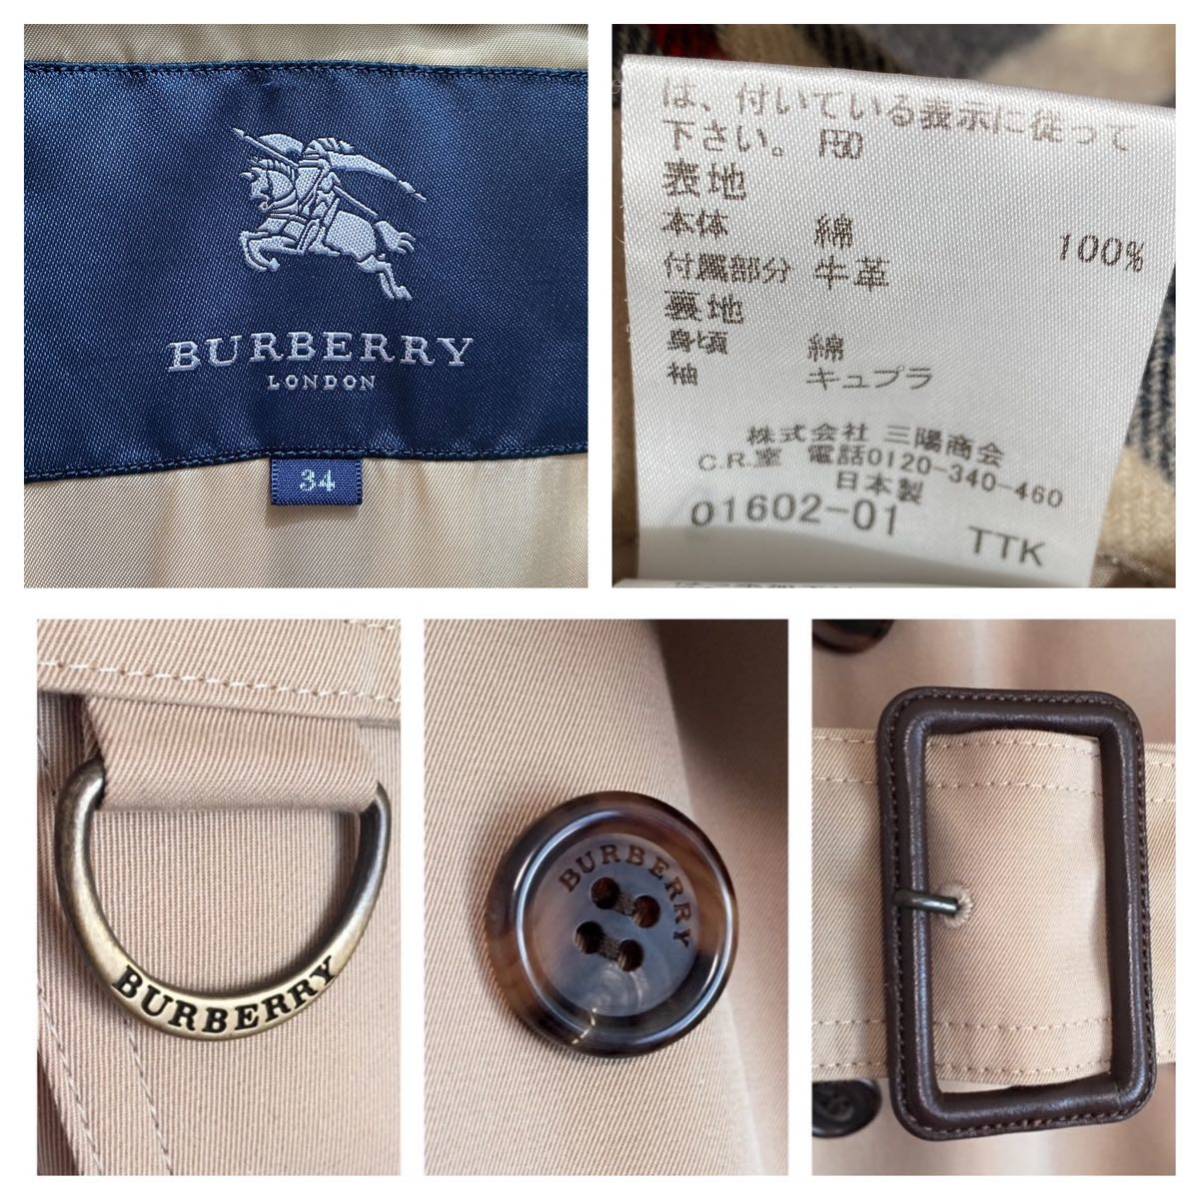 BURBERRY
LONDON
34
は、付いている表示に従って
下さい。 F50
表地
本体 綿 100%
付属部分 牛革
裏地
身頃 綿
袖 キュプラ
株式会社 三陽商会
C.R.室 電話0120-340-460
日本製
01602-01 TTK
BURBERRY
BURBERRY